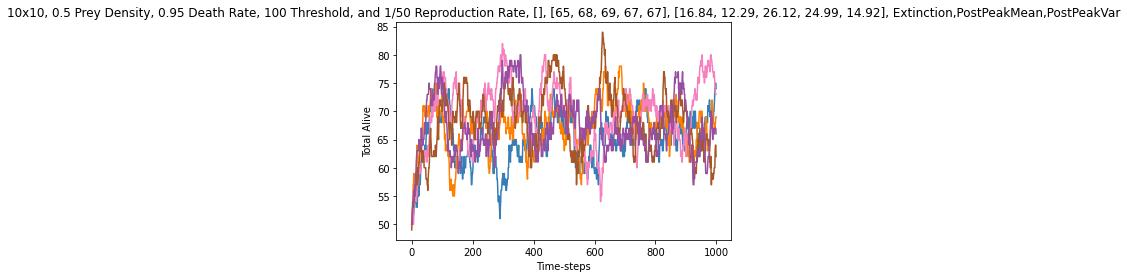 10x10, 0.5 Prey Density, 0.95 Death Rate, 100 Threshold, and 1/50 Reproduction Rate, [], [65, 68, 69, 67, 67], [16.84, 12.29, 26.12, 24.99, 14.92], Extinction,PostPeakMean,PostPeakVar
85
80
75
70
65
60
55
50
Total Alive
0 200 400 600 800 1000
Time-steps